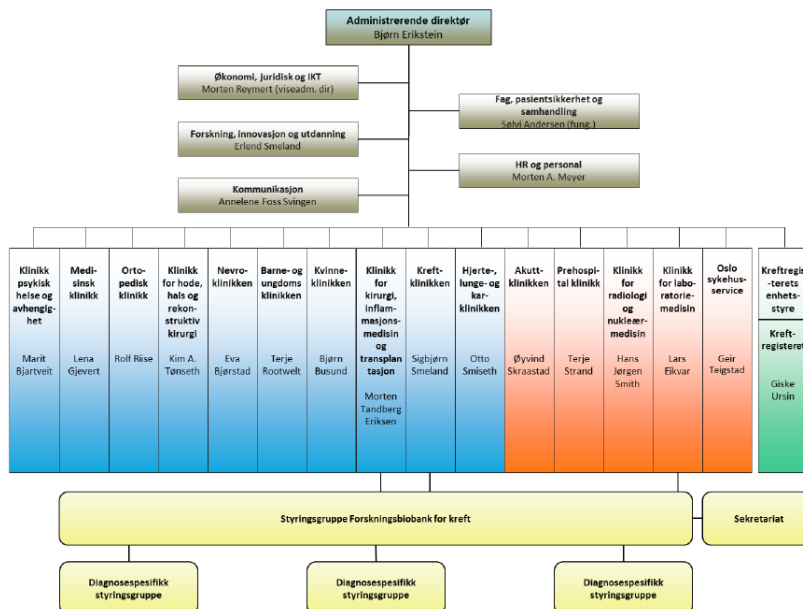 Administrerende direktør
Bjørn Erikstein
Økonomi, juridisk og IKT
Morten Reymert (viseadm. dir)
Fag, pasientsikkerhet og
samhandling
Sølvi Andersen (fung.)
Forskning, innovasjon og utdanning
Erlend Smeland
HR og personal
Morten A. Meyer
Kommunikasjon
Annelene Foss Svingen
Klinikk
psykisk
helse og
avhengig-
het
Marit
Bjartveit
Medi-
sinsk
klinikk
Lena
Gjevert
Orto-
pedisk
klinikk
Rolf Riise
Klinikk
for hode,
hals og
rekon-
struktiv
kirurgi
Kim A.
Tønseth
Nevro-
klinikken
Eva
Bjørstad
Barne- og
ungdoms
klinikken
Terje
Rootwelt
Kvinne-
klinikken
Bjørn
Busund
Klinikk
for
kirurgi,
inflam-
masjons-
medisin
og
transplan
tasjon
Morten
Tandberg
Eriksen
Kreft-
klinikken
Sigbjørn
Smeland
Hjerte-,
lunge- og
kar-
klinikken
Otto
Smiseth
Akutt-
klinikken
Øyvind
Skraastad
Prehospi
tal klinikk
Terje
Strand
Klinikk
for
radiologi
og
nukleær-
medisin
Hans
Jørgen
Smith
Klinikk
for labo-
ratorie-
medisin
Lars
Eikvar
Oslo
sykehus-
service
Geir
Teigstad
Kreftregis
-terets
enhets-
styre
Kreft-
registeret
Giske
Ursin
Styringsgruppe Forskningsbiobank for kreft
Sekretariat
Diagnosespesifikk
styringsgruppe
Diagnosespesifikk
styringsgruppe
Diagnosespesifikk
styringsgruppe